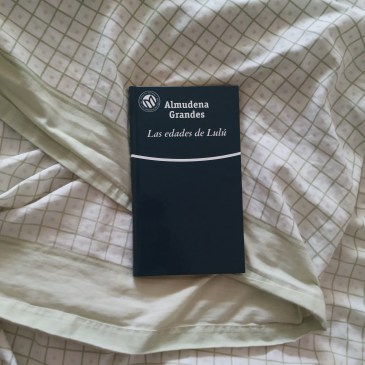 Almudena
Grandes
Las edades de Lulú